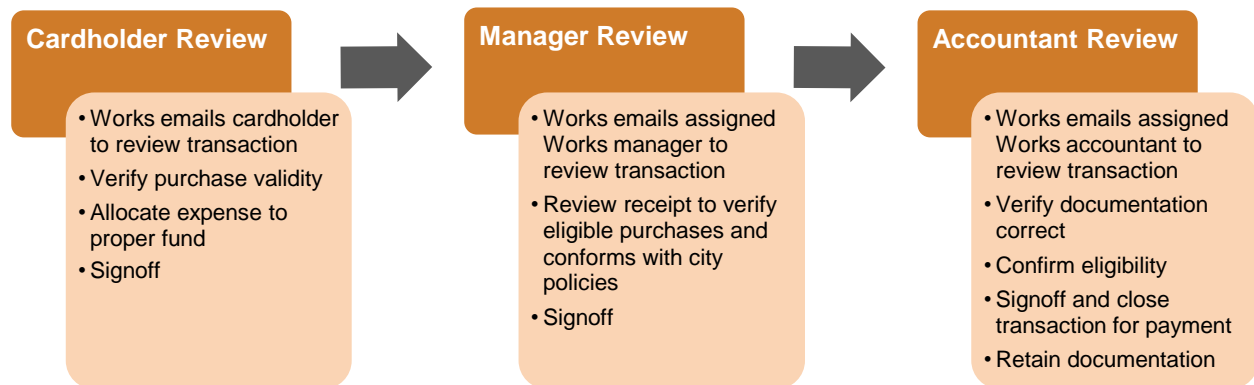 Cardholder Review
• Works emails cardholder
to review transaction
• Verify purchase validity
• Allocate expense to
proper fund
• Signoff
Manager Review
• Works emails assigned
Works manager to
review transaction
• Review receipt to verify
eligible purchases and
conforms with city
policies
• Signoff
Accountant Review
• Works emails assigned
Works accountant to
review transaction
• Verify documentation
correct
• Confirm eligibility
• Signoff and close
transaction for payment
• Retain documentation